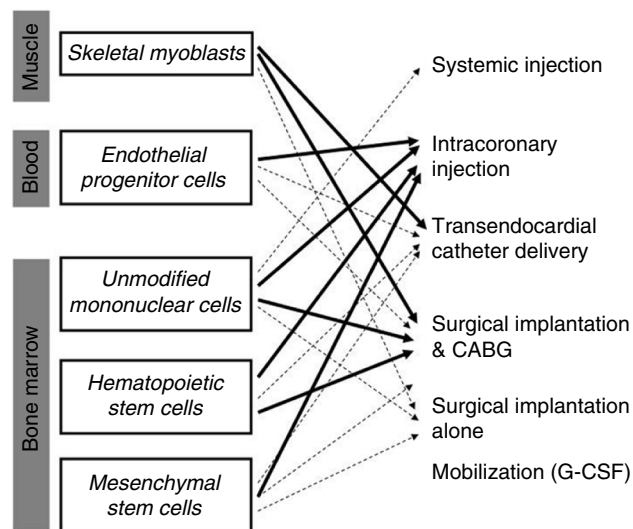 Muscle
Skeletal myoblasts
Blood
Endothelial
progenitor cells
Bone marrow
Unmodified
mononuclear cells
Hematopoietic
stem cells
Mesenchymal
stem cells
Systemic injection
Intracoronary
injection
Transendocardial
catheter delivery
Surgical implantation
& CABG
Surgical implantation
alone
Mobilization (G-CSF)